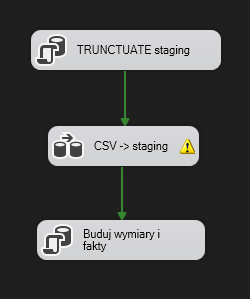 TRUNCTUATE staging
CSV -> staging
Buduj wymiary i
fakty